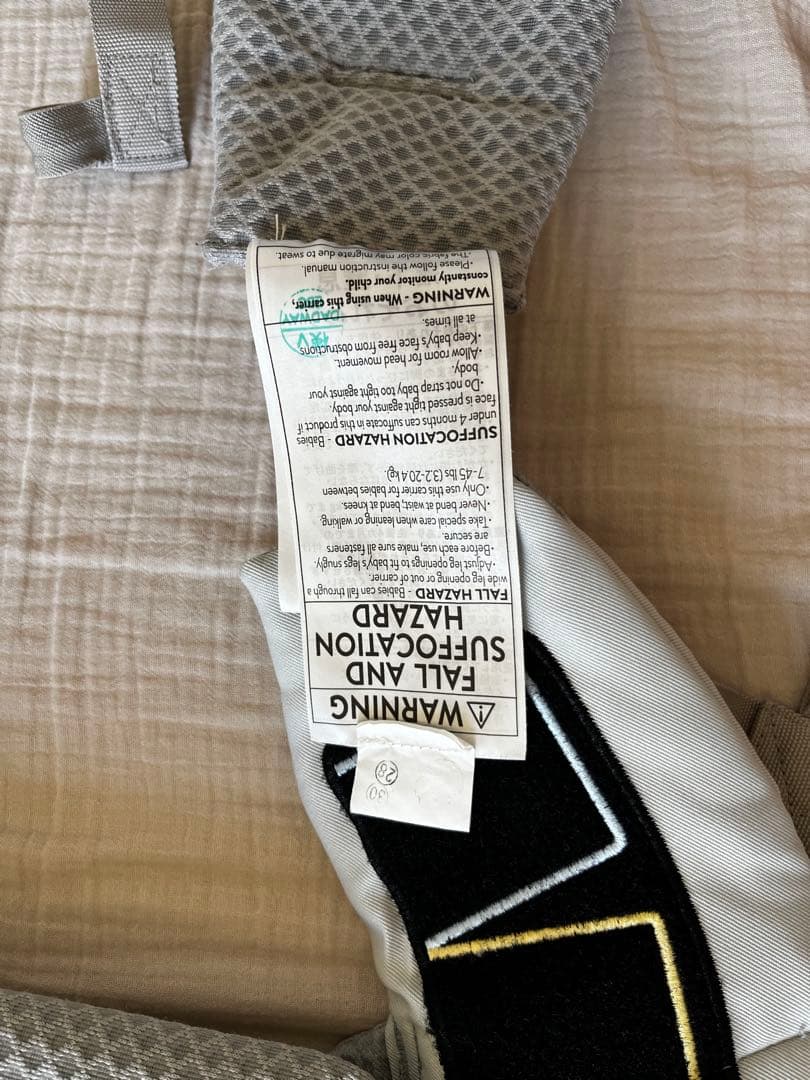 ⚠WARNING
FALL AND
SUFFOCATION
HAZARD
FALL HAZARD - Babies can fall through a
wide leg opening or out of carrier.
•Adjust leg openings to fit baby's legs snugly.
•Before each use, make sure all fasteners
are secure.
•Take special care when leaning or walking.
•Never bend at waist; bend at knees.
•Only use this carrier for babies between
7-45 lbs (3.2-20.4 kg).
SUFFOCATION HAZARD - Babies
under 4 months can suffocate in this product if
face is pressed tight against your body.
•Do not strap baby too tight against your
body.
•Allow room for head movement.
•Keep baby's face free from obstructions
at all times.
WARNING - When using this carrier,
constantly monitor your child.
•Please follow the instruction manual.
•The fabric color may migrate due to sweat.
DADWAY
28